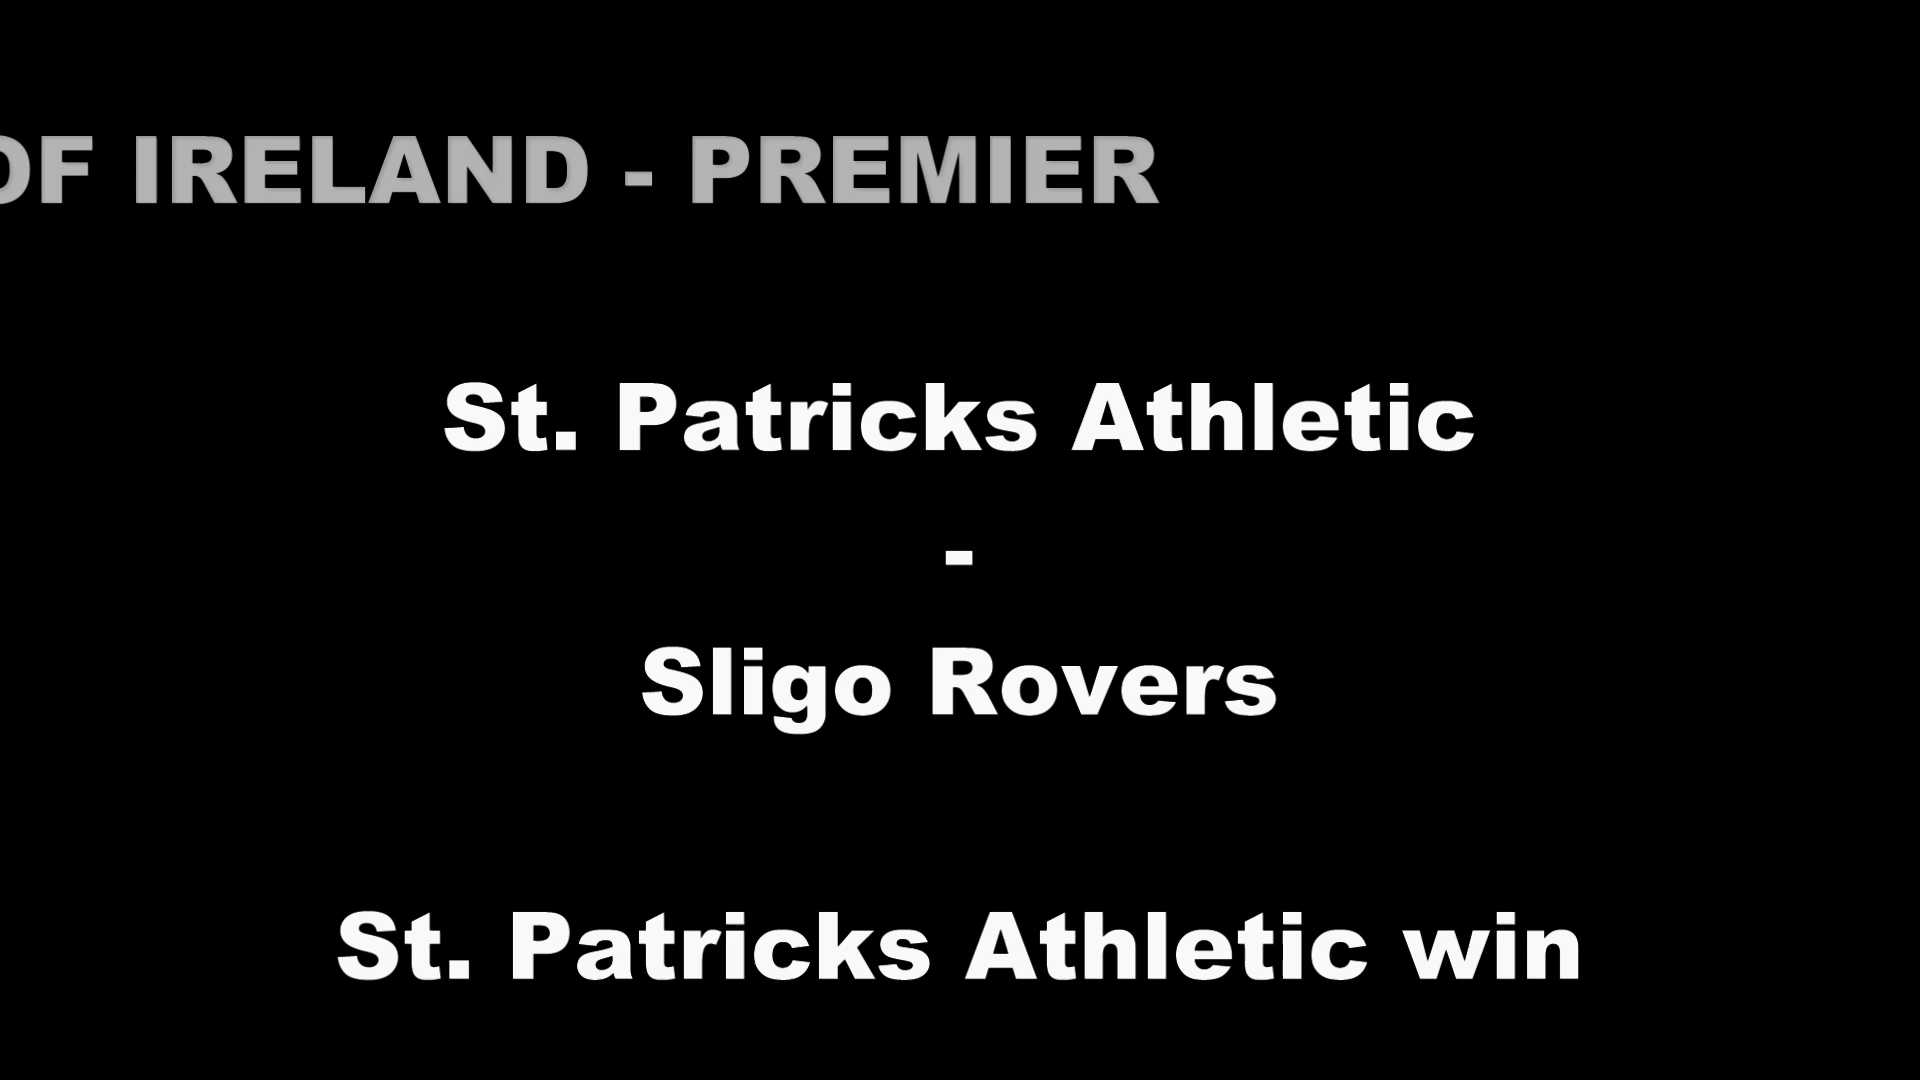 OF IRELAND - PREMIER
St. Patricks Athletic
-
Sligo Rovers
St. Patricks Athletic win